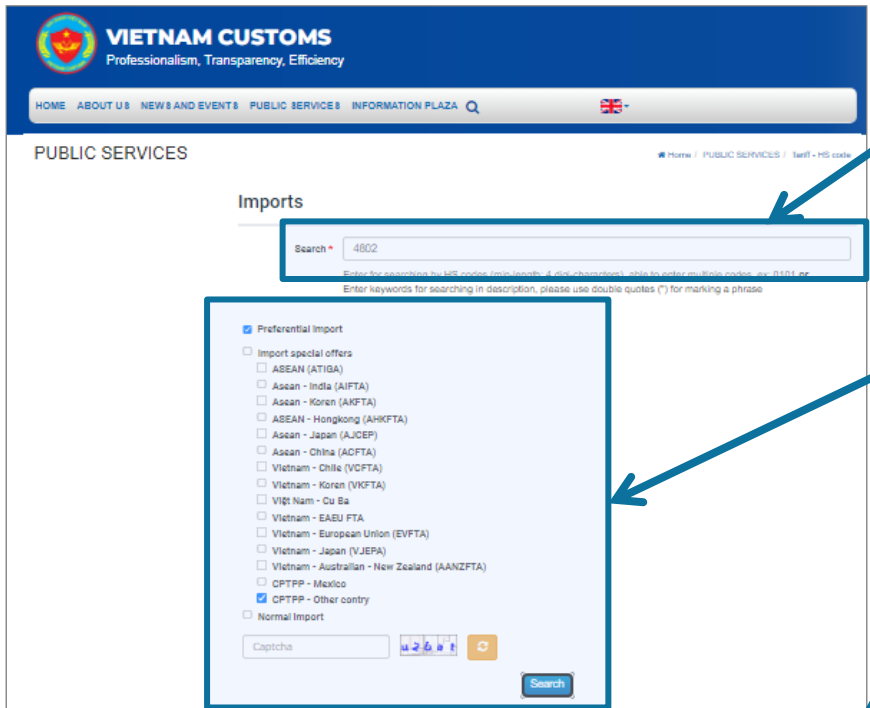 VIETNAM CUSTOMS
Professionalism, Transparency, Efficiency
HOME ABOUT US NEWS AND EVENTS PUBLIC SERVICES INFORMATION PLAZA
PUBLIC SERVICES
Home / PUBLIC SERVICES / Tariff - HS code
Imports
Search * 4802
Enter for searching by HS codes (min-length: 4 digi-characters), able to enter multiple codes, ex: 0101 or
Enter keywords for searching in description, please use double quotes (") for marking a phrase
Preferential Import
Import special offers
ASEAN (ATIGA)
Asean - India (AIFTA)
Asean - Koren (AKFTA)
ASEAN - Hongkong (AHKFTA)
Asean - Japan (AJCEP)
Asean - China (ACFTA)
Vietnam - Chile (VCFTA)
Vietnam - Koren (VKFTA)
Việt Nam - Cu Ba
Vietnam - EAEU FTA
Vietnam - European Union (EVFTA)
Vietnam - Japan (VJEPA)
Vietnam - Australian - New Zealand (AANZFTA)
CPTPP - Mexico
CPTPP - Other contry
Normal Import
Captcha u2bat
Search